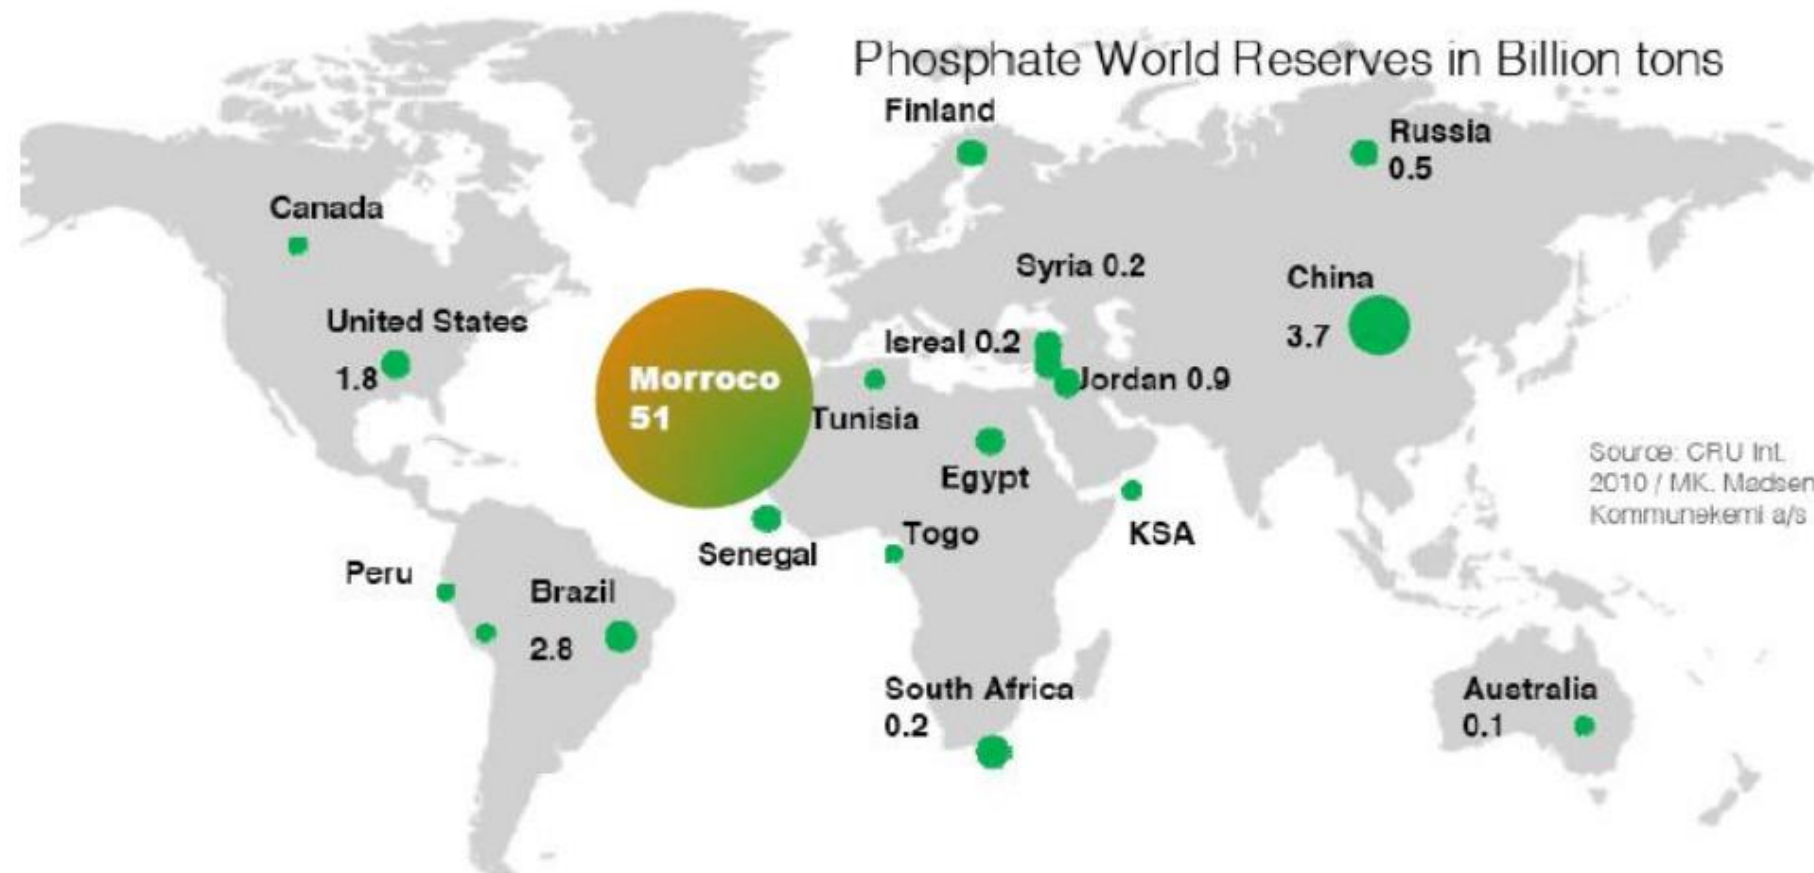 Phosphate World Reserves in Billion tons
Finland
Russia
0.5
Canada
Syria 0.2
China
3.7
United States
1.8
Isreal 0.2
Morroco
51
Jordan 0.9
Tunisia
Egypt
Source: CRU Int.
2010 / MK. Madsen
Kommunekemi a/s
KSA
Togo
Senegal
Peru
Brazil
2.8
South Africa
0.2
Australia
0.1